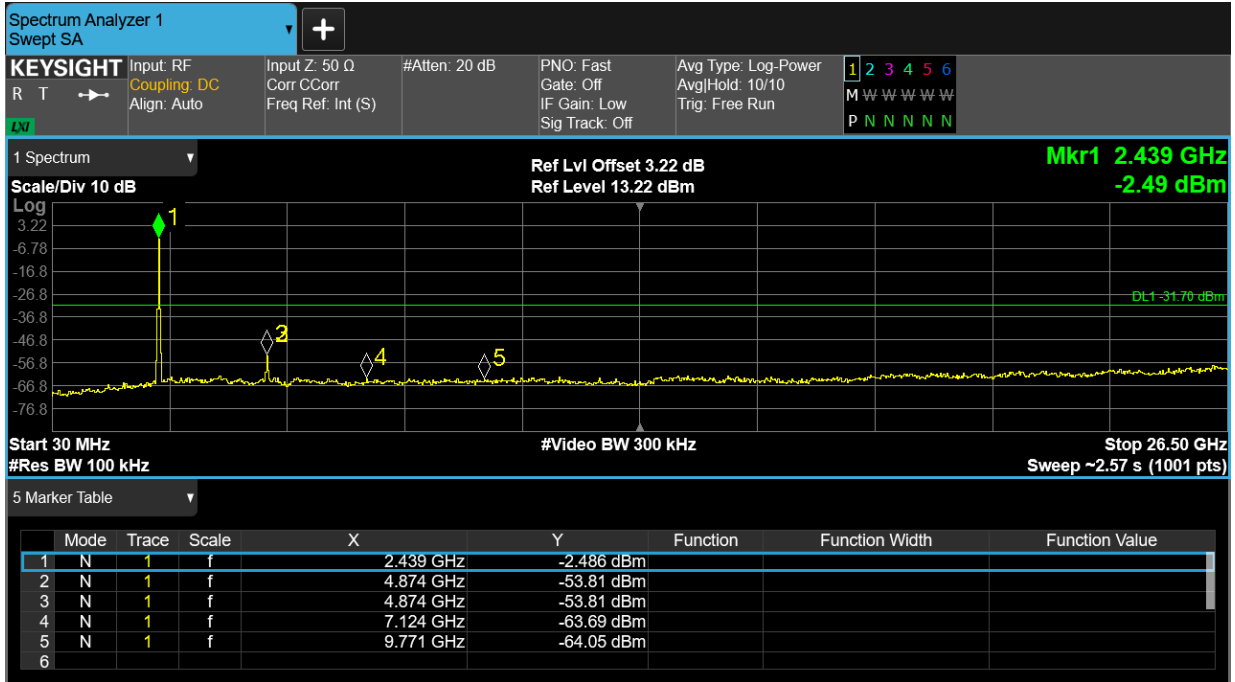 Spectrum Analyzer 1
Swept SA
+
KEYSIGHT Input: RF Input Z: 50 Ω #Atten: 20 dB PNO: Fast Avg Type: Log-Power 1 2 3 4 5 6
R T Coupling: DC Corr CCorr Gate: Off Avg|Hold: 10/10 M W W W W W
Align: Auto Freq Ref: Int (S) IF Gain: Low Trig: Free Run
LXI Sig Track: Off P N N N N N
1 Spectrum Ref Lvl Offset 3.22 dB Mkr1 2.439 GHz
Scale/Div 10 dB Ref Level 13.22 dBm -2.49 dBm
Log
1
3.22
-6.78
-16.8
-26.8 DL1 -31.70 dBm
-36.8
2 3
-46.8
4 5
-56.8
-66.8
-76.8
Start 30 MHz #Video BW 300 kHz Stop 26.50 GHz
#Res BW 100 kHz Sweep ~2.57 s (1001 pts)
5 Marker Table
Mode Trace Scale X Y Function Function Width Function Value
1 N 1 f 2.439 GHz -2.486 dBm
2 N 1 f 4.874 GHz -53.81 dBm
3 N 1 f 4.874 GHz -53.81 dBm
4 N 1 f 7.124 GHz -63.69 dBm
5 N 1 f 9.771 GHz -64.05 dBm
6